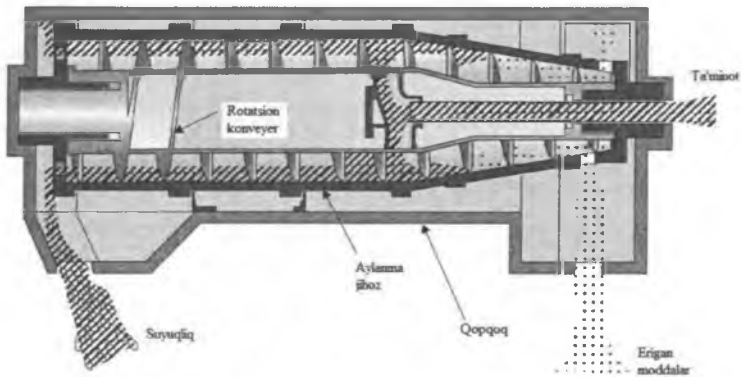 Ta'minot
Rotatsion
konveyer
Aylanma
jihoz
Suyuqliq
Qopqoq
Erigan
moddalar